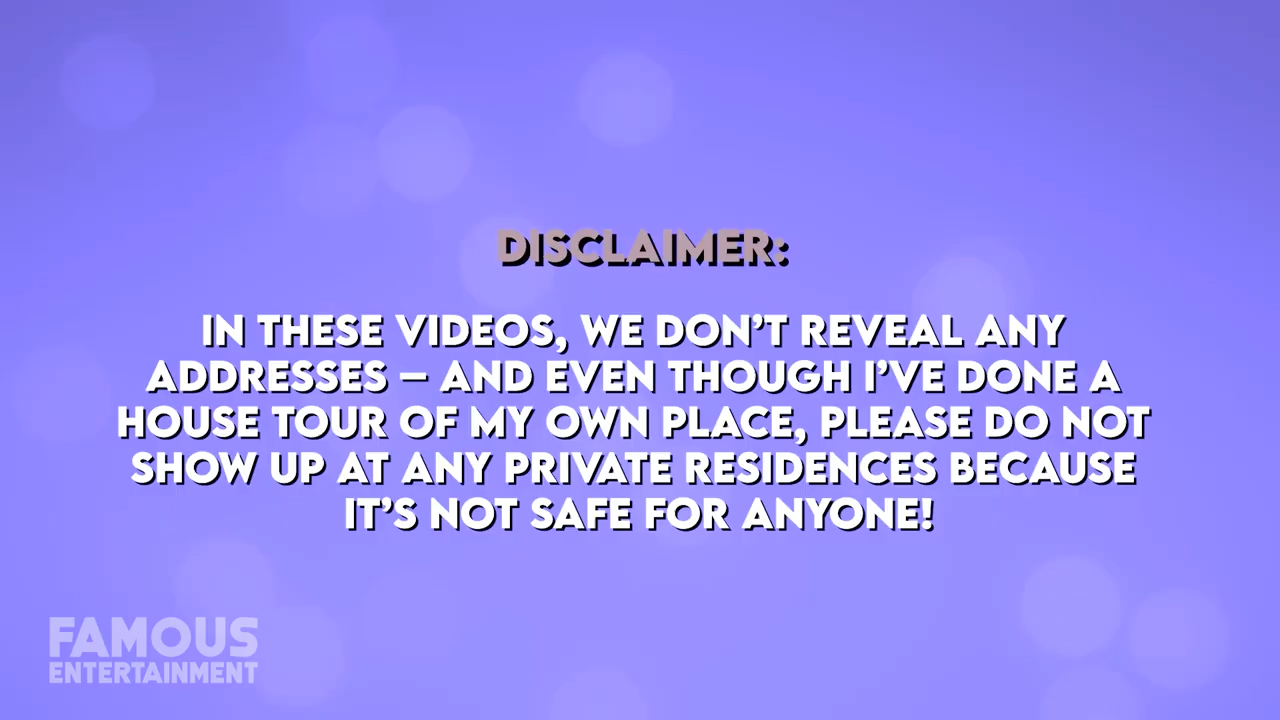 DISCLAIMER:
IN THESE VIDEOS, WE DON'T REVEAL ANY
ADDRESSES – AND EVEN THOUGH I'VE DONE A
HOUSE TOUR OF MY OWN PLACE, PLEASE DO NOT
SHOW UP AT ANY PRIVATE RESIDENCES BECAUSE
IT'S NOT SAFE FOR ANYONE!
FAMOUS
ENTERTAINMENT